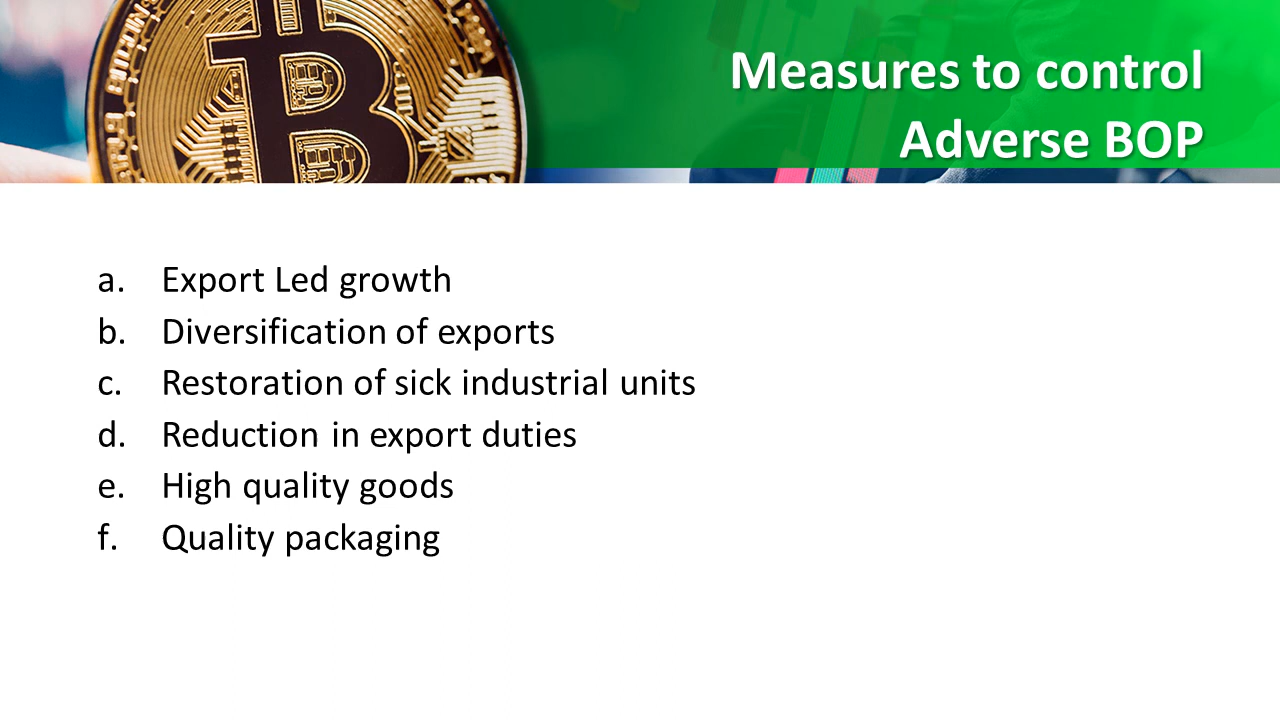 Measures to control
Adverse BOP
a. Export Led growth
b. Diversification of exports
c. Restoration of sick industrial units
d. Reduction in export duties
e. High quality goods
f. Quality packaging